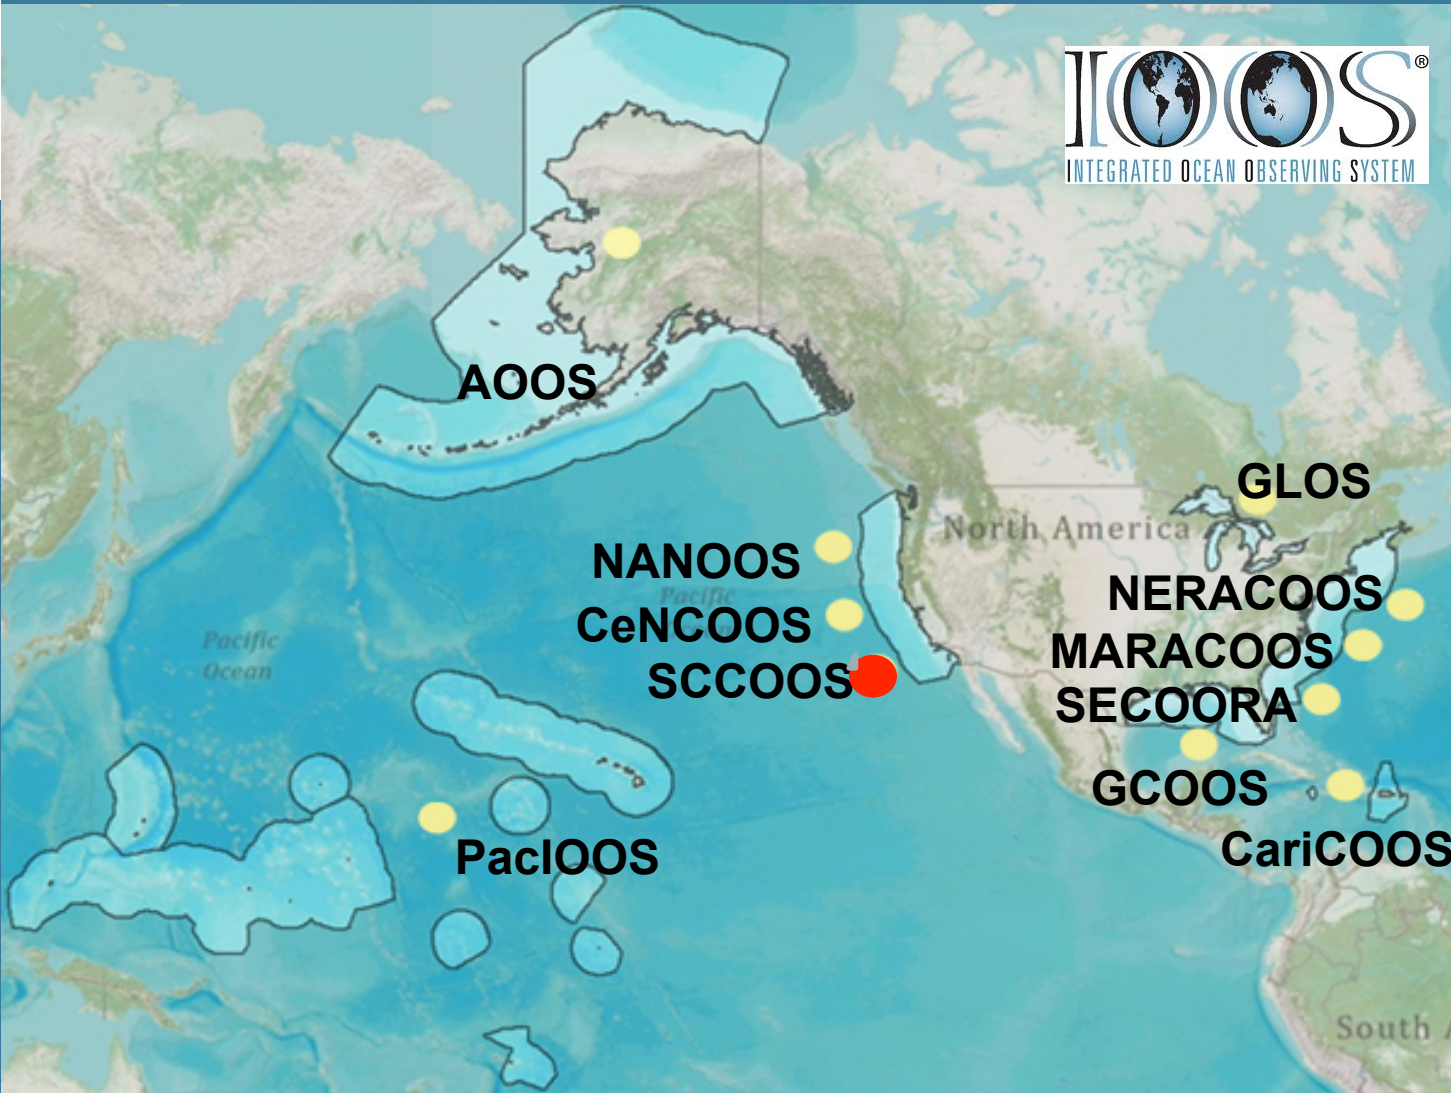 IOOS®
INTEGRATED OCEAN OBSERVING SYSTEM
AOOS
GLOS
North America
NANOOS
NERACOOS
Pacific
CeNCOOS
Pacific
Ocean
MARACOOS
SCCOOS
SECOORA
GCOOS
PacIOOS
CariCOOS
South A